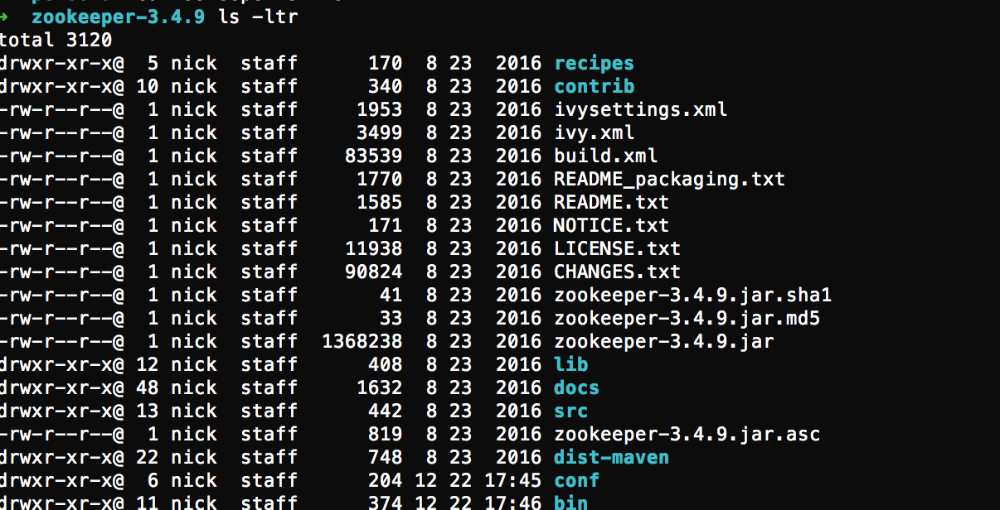 → zookeeper-3.4.9 ls -ltr
total 3120
drwxr-xr-x@  5 nick  staff      170  8 23  2016 recipes
drwxr-xr-x@ 10 nick  staff      340  8 23  2016 contrib
-rw-r--r--@  1 nick  staff     1953  8 23  2016 ivysettings.xml
-rw-r--r--@  1 nick  staff     3499  8 23  2016 ivy.xml
-rw-r--r--@  1 nick  staff    83539  8 23  2016 build.xml
-rw-r--r--@  1 nick  staff     1770  8 23  2016 README_packaging.txt
-rw-r--r--@  1 nick  staff     1585  8 23  2016 README.txt
-rw-r--r--@  1 nick  staff      171  8 23  2016 NOTICE.txt
-rw-r--r--@  1 nick  staff    11938  8 23  2016 LICENSE.txt
-rw-r--r--@  1 nick  staff    90824  8 23  2016 CHANGES.txt
-rw-r--r--@  1 nick  staff       41  8 23  2016 zookeeper-3.4.9.jar.sha1
-rw-r--r--@  1 nick  staff       33  8 23  2016 zookeeper-3.4.9.jar.md5
-rw-r--r--@  1 nick  staff  1368238  8 23  2016 zookeeper-3.4.9.jar
drwxr-xr-x@ 12 nick  staff      408  8 23  2016 lib
drwxr-xr-x@ 48 nick  staff     1632  8 23  2016 docs
drwxr-xr-x@ 13 nick  staff      442  8 23  2016 src
-rw-r--r--@  1 nick  staff      819  8 23  2016 zookeeper-3.4.9.jar.asc
drwxr-xr-x@ 22 nick  staff      748  8 23  2016 dist-maven
drwxr-xr-x@  6 nick  staff      204 12 22 17:45 conf
drwxr-xr-x@ 11 nick  staff      374 12 22 17:46 bin